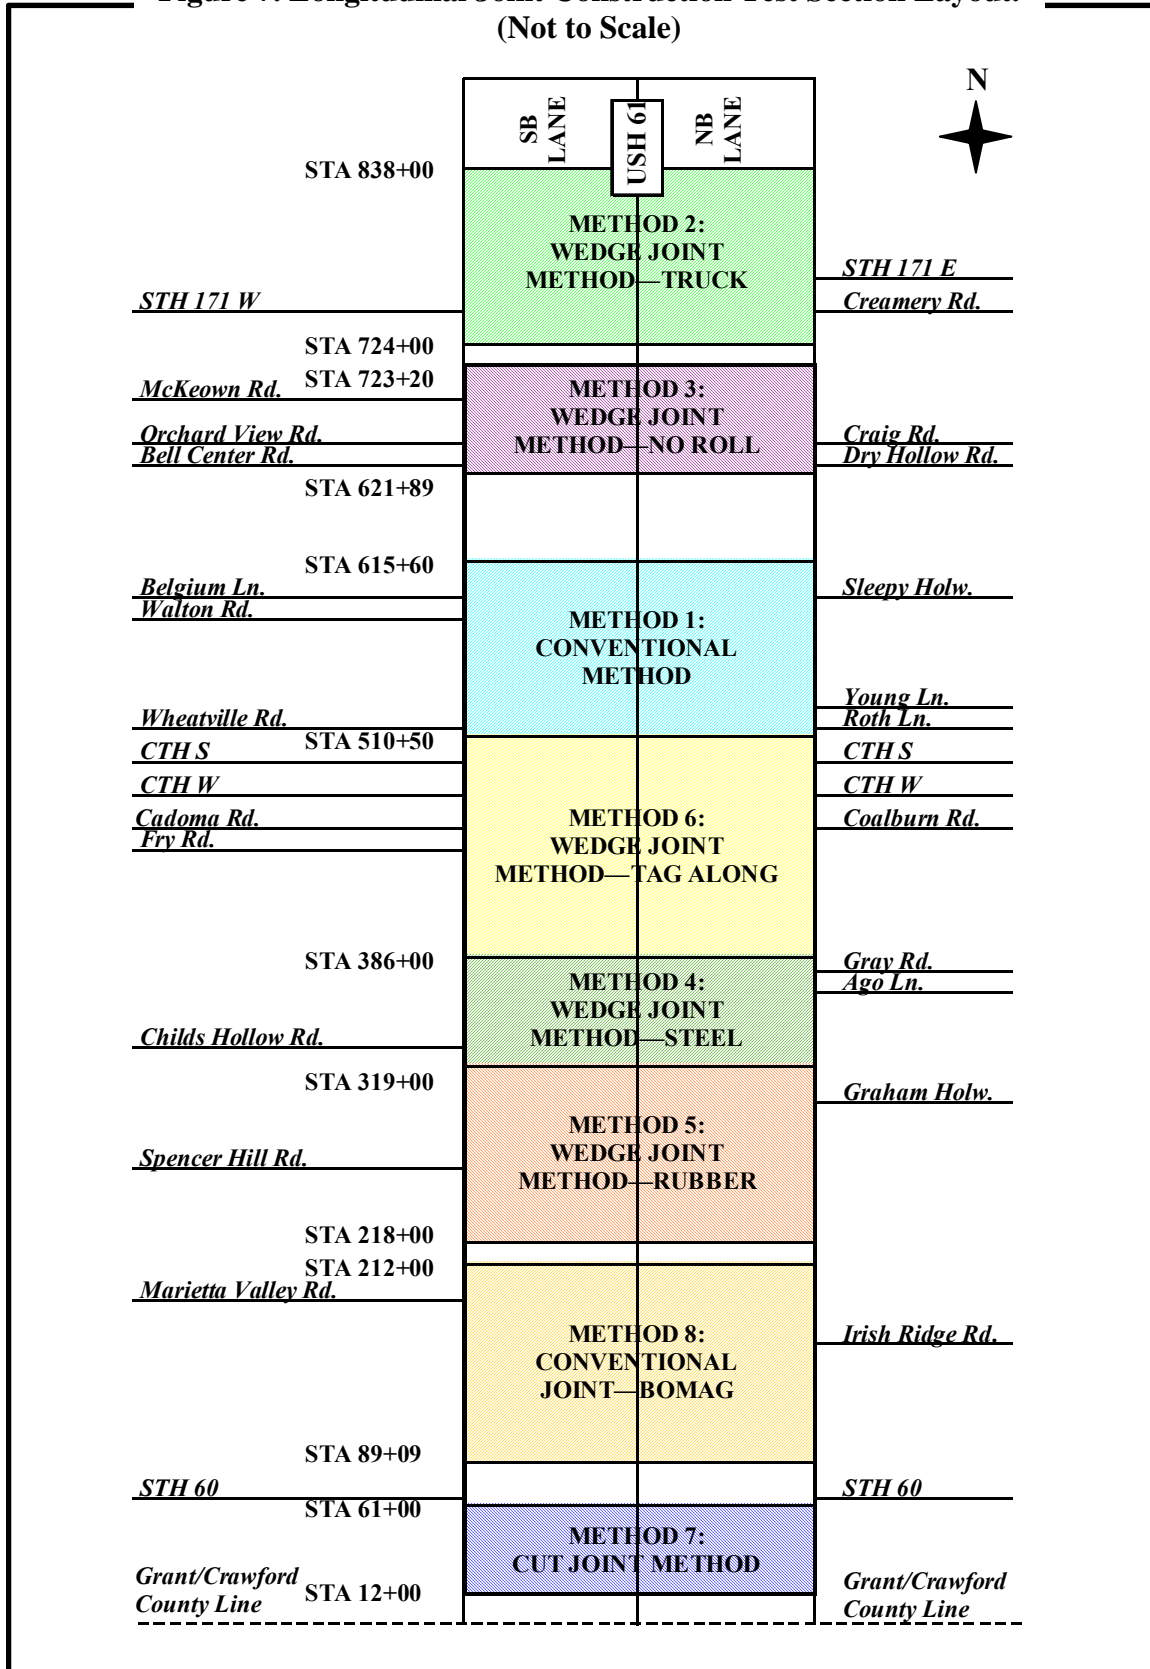 (Not to Scale)
N
SB
LANE
USH 61
NB
LANE
STA 838+00
METHOD 2:
WEDGE JOINT
METHOD—TRUCK
STH 171 E
STH 171 W
Creamery Rd.
STA 724+00
STA 723+20
McKeown Rd.
METHOD 3:
WEDGE JOINT
METHOD—NO ROLL
Orchard View Rd.
Craig Rd.
Bell Center Rd.
Dry Hollow Rd.
STA 621+89
STA 615+60
Belgium Ln.
Sleepy Holw.
Walton Rd.
METHOD 1:
CONVENTIONAL
METHOD
Young Ln.
Wheatville Rd.
Roth Ln.
STA 510+50
CTH S
CTH S
CTH W
CTH W
Cadoma Rd.
Coalburn Rd.
Fry Rd.
METHOD 6:
WEDGE JOINT
METHOD—TAG ALONG
STA 386+00
Gray Rd.
Ago Ln.
METHOD 4:
WEDGE JOINT
METHOD—STEEL
Childs Hollow Rd.
STA 319+00
Graham Holw.
METHOD 5:
WEDGE JOINT
METHOD—RUBBER
Spencer Hill Rd.
STA 218+00
STA 212+00
Marietta Valley Rd.
METHOD 8:
CONVENTIONAL
JOINT—BOMAG
Irish Ridge Rd.
STA 89+09
STH 60
STH 60
STA 61+00
METHOD 7:
CUT JOINT METHOD
Grant/Crawford
County Line
STA 12+00
Grant/Crawford
County Line